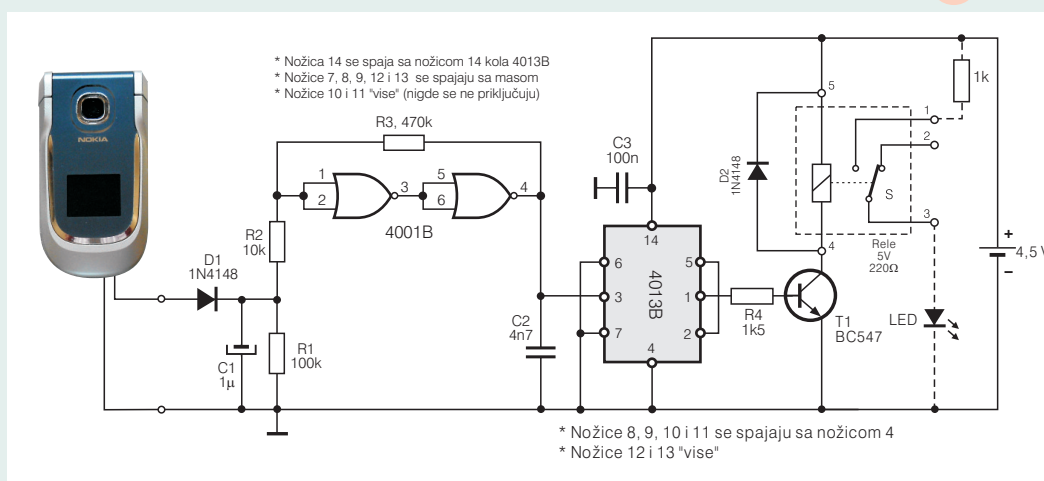 * Nožica 14 se spaja sa nožicom 14 kola 4013B
* Nožice 7, 8, 9, 12 i 13 se spajaju sa masom
* Nožice 10 i 11 "vise" (nigde se ne priključuju)
NOKIA
R3, 470k
1
2
3
5
6
4
4001B
R2
10k
D1
1N4148
C1
1µ
R1
100k
C2
4n7
C3
100n
14
6
3
7
5
1
2
4
4013B
R4
1k5
D2
1N4148
5
4
S
1
2
3
Rele
5V
220Ω
1k
T1
BC547
LED
+
4,5 V
–
* Nožice 8, 9, 10 i 11 se spajaju sa nožicom 4
* Nožice 12 i 13 "vise"